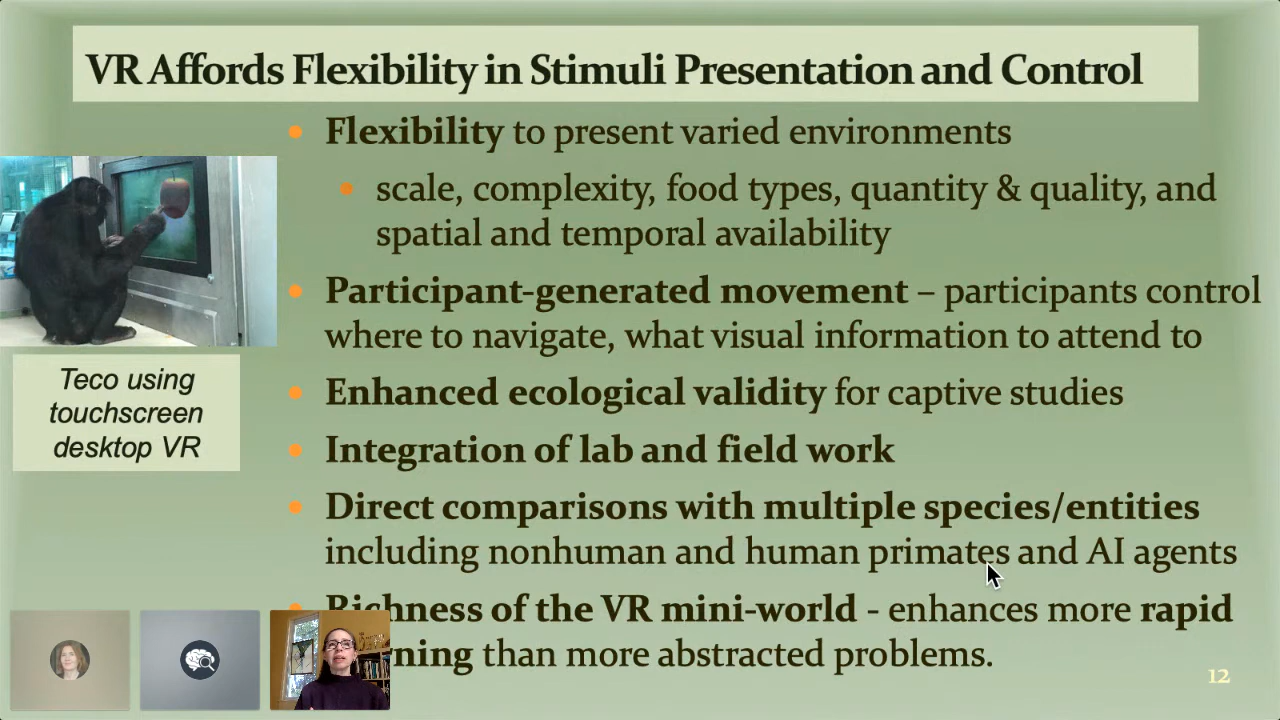 VR Affords Flexibility in Stimuli Presentation and Control
Flexibility to present varied environments
scale, complexity, food types, quantity & quality, and
spatial and temporal availability
Participant-generated movement – participants control
where to navigate, what visual information to attend to
Enhanced ecological validity for captive studies
Integration of lab and field work
Direct comparisons with multiple species/entities
including nonhuman and human primates and AI agents
Richness of the VR mini-world - enhances more rapid
than more abstracted problems.
Teco using
touchscreen
desktop VR
12